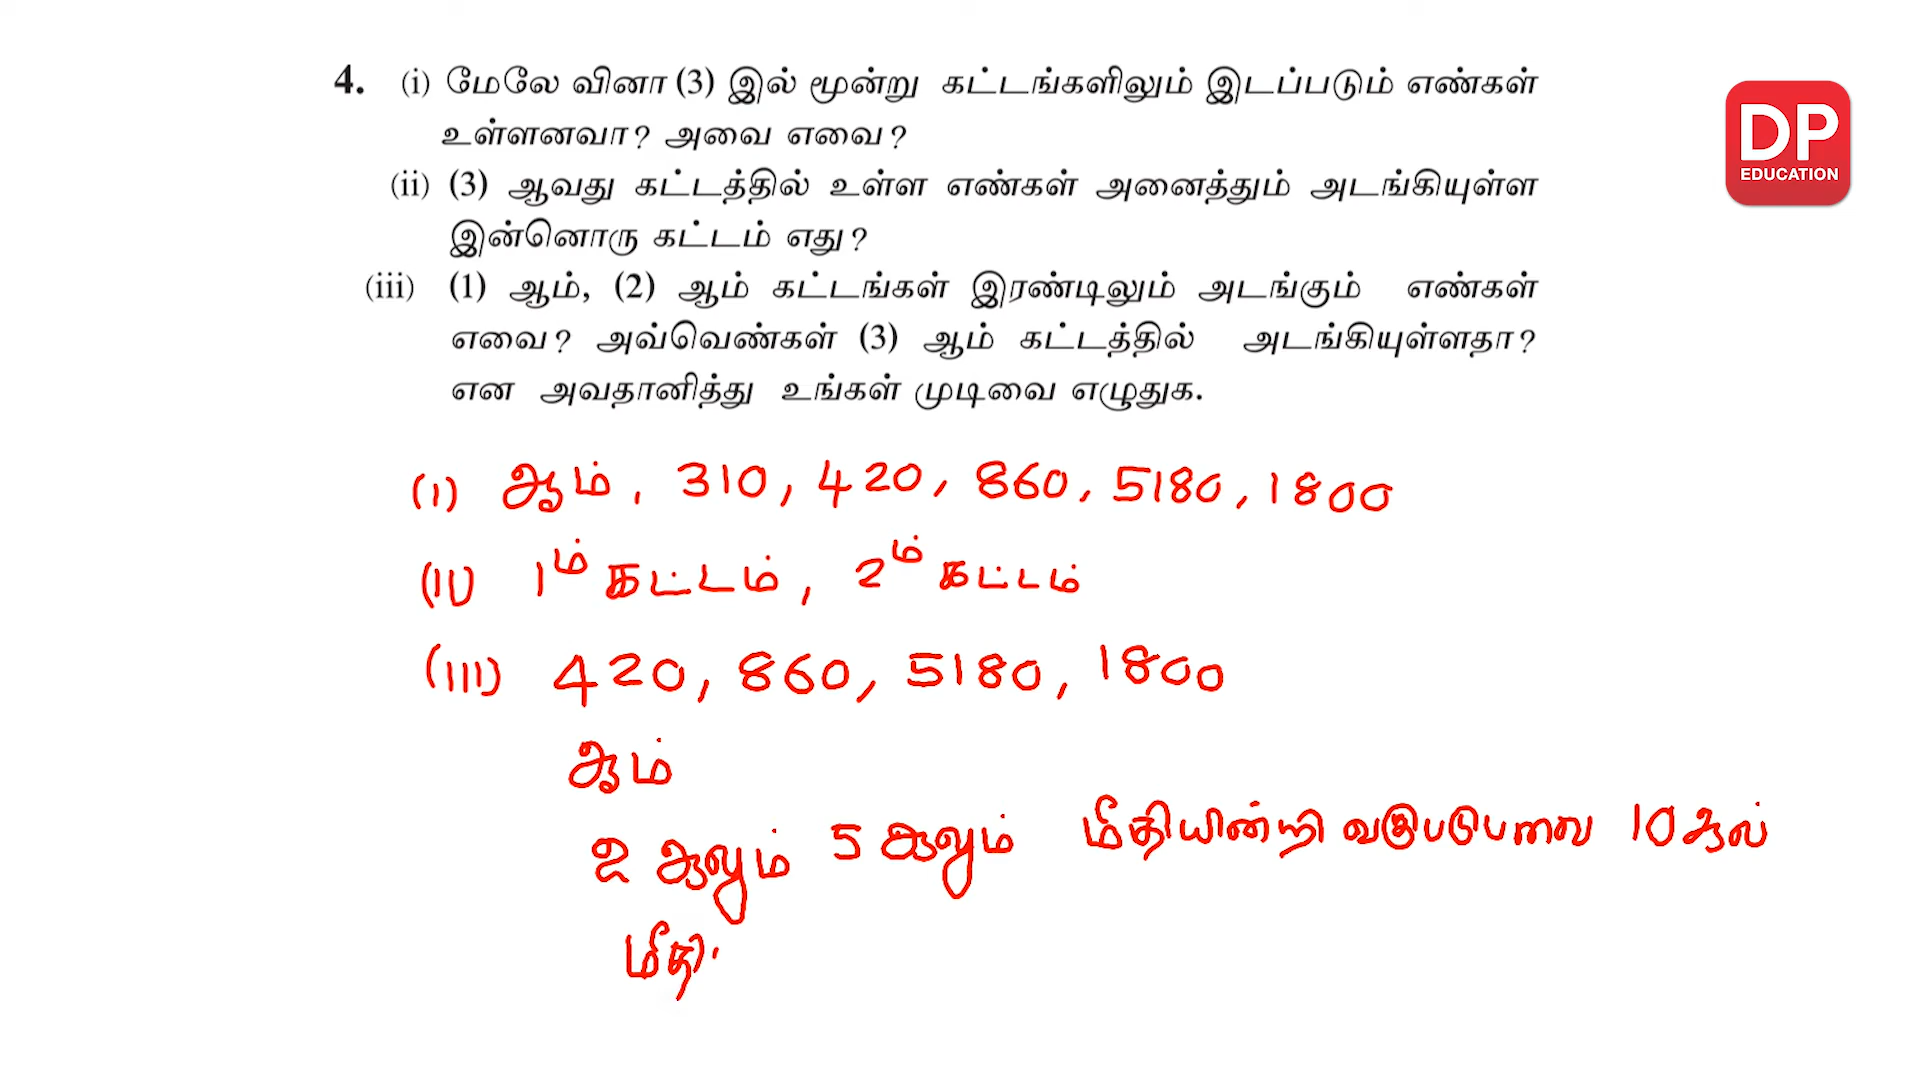 4. (i) மேலே வினா (3) இல் மூன்று கட்டங்களிலும் இடப்படும் எண்கள்
உள்ளனவா? அவை எவை?
(ii) (3) ஆவது கட்டத்தில் உள்ள எண்கள் அனைத்தும் அடங்கியுள்ள
இன்னொரு கட்டம் எது?
(iii) (1) ஆம், (2) ஆம் கட்டங்கள் இரண்டிலும் அடங்கும் எண்கள்
எவை? அவ்வெண்கள் (3) ஆம் கட்டத்தில் அடங்கியுள்ளதா?
என அவதானித்து உங்கள் முடிவை எழுதுக.
DP
EDUCATION
(i) ஆம், 310, 420, 860, 5180, 1800
(ii) 1ம் கட்டம், 2ம் கட்டம்
(iii) 420, 860, 5180, 1800
ஆம்
2 ஆலும் 5 ஆலும் மீதியின்றி வகுபடுபவை 10 ஆல்
மீதி